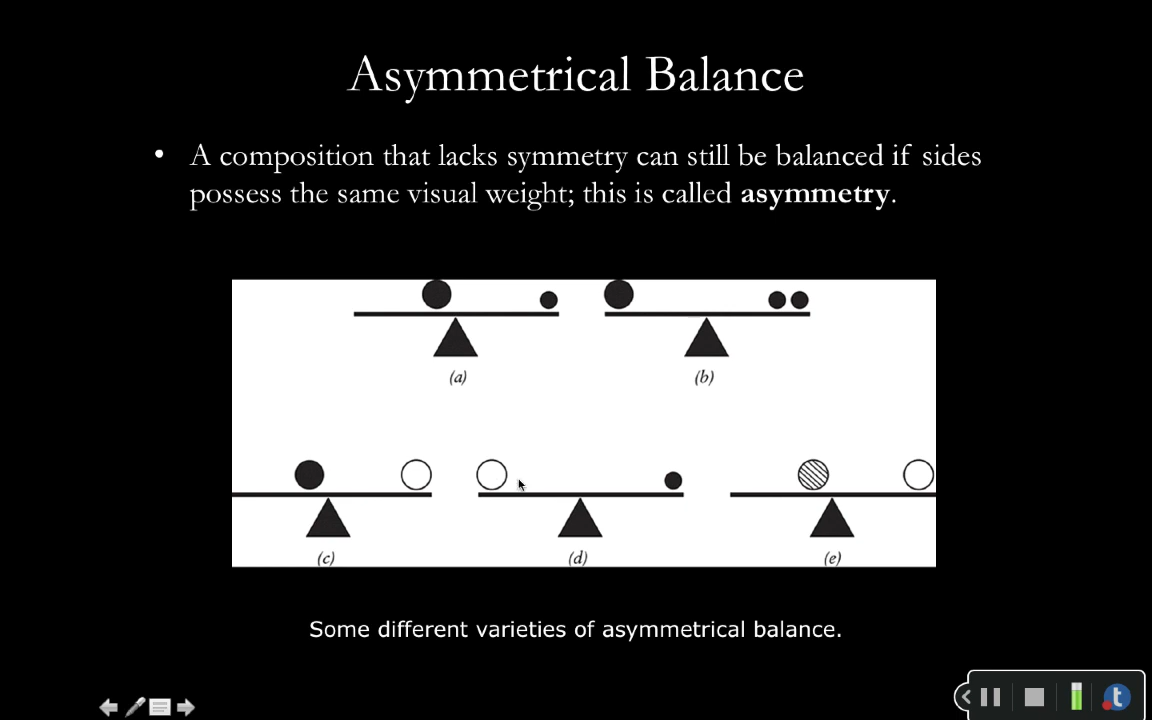 Asymmetrical Balance
• A composition that lacks symmetry can still be balanced if sides
possess the same visual weight; this is called asymmetry.
(a) (b)
(c) (d) (e)
Some different varieties of asymmetrical balance.
t